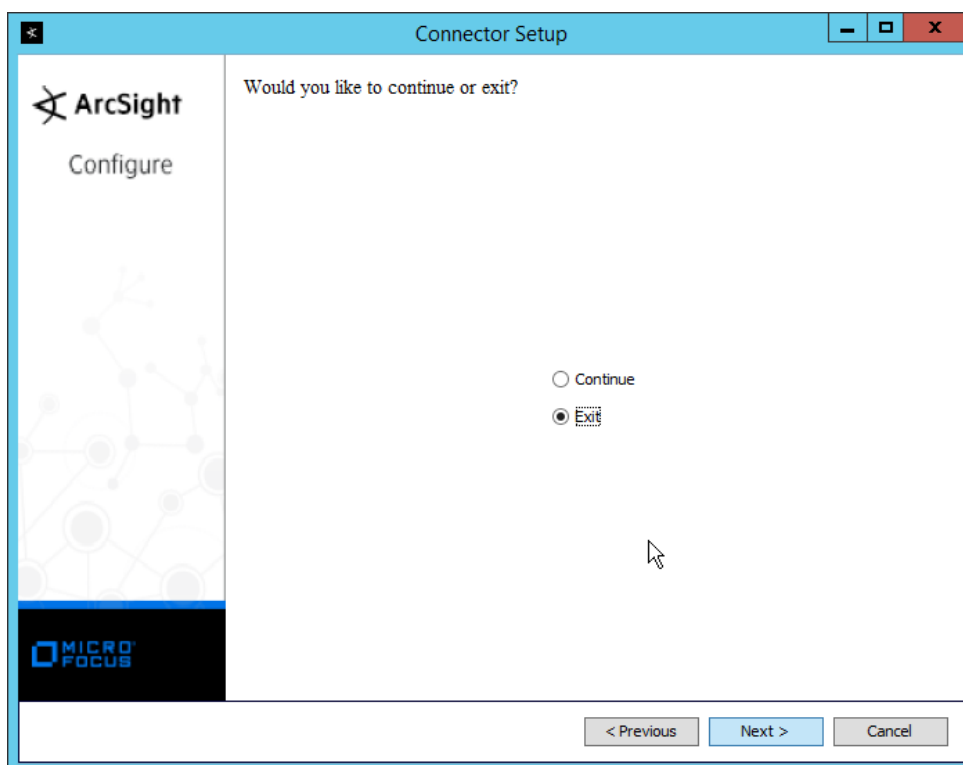 Connector Setup
ArcSight
Configure
Would you like to continue or exit?
Continue
Exit
MICRO
FOCUS
< Previous
Next >
Cancel